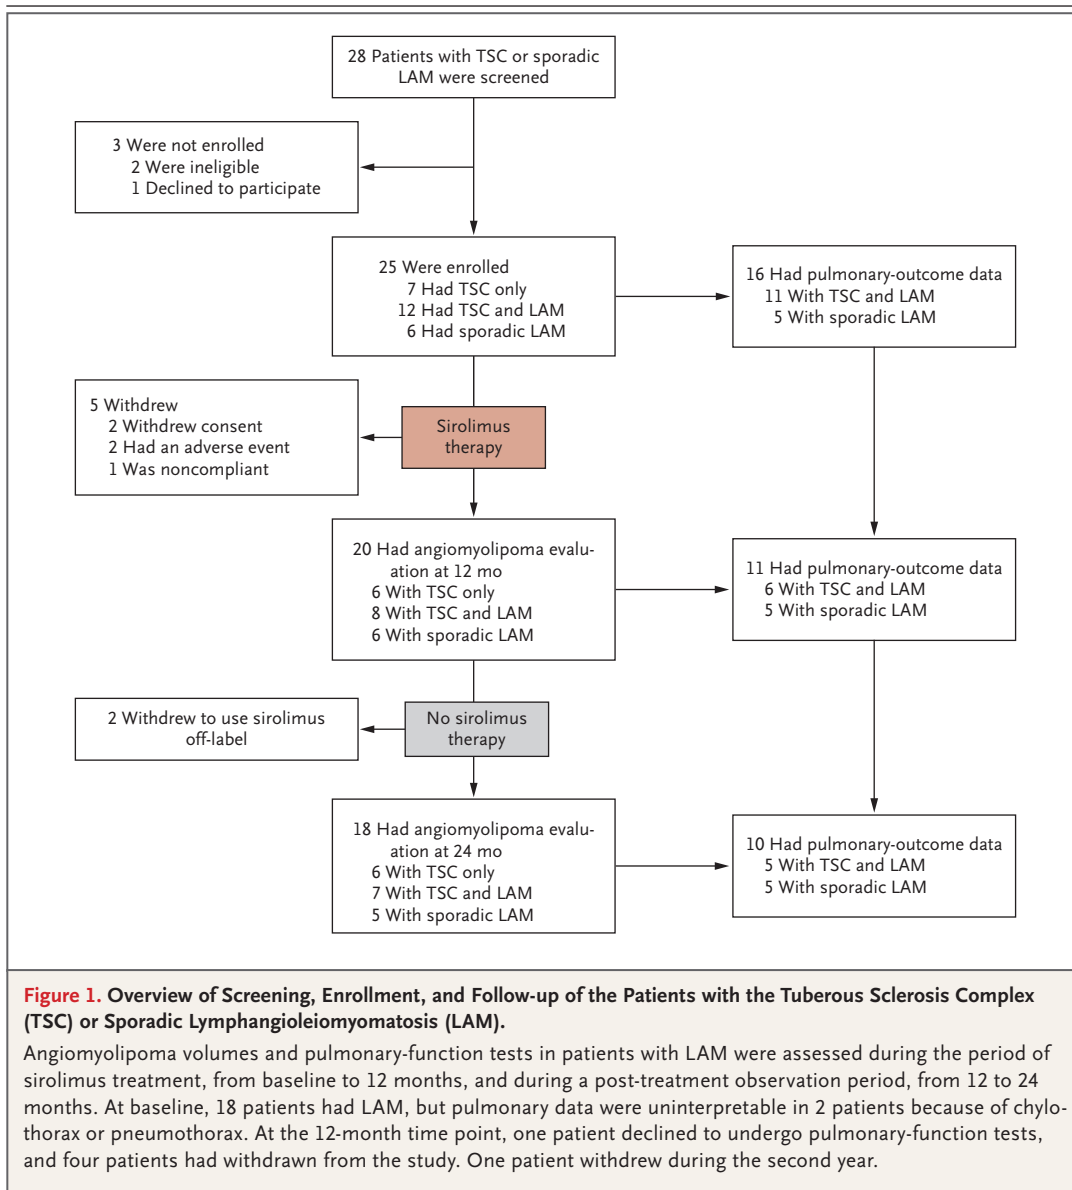 28 Patients with TSC or sporadic
LAM were screened
3 Were not enrolled
2 Were ineligible
1 Declined to participate
25 Were enrolled
7 Had TSC only
12 Had TSC and LAM
6 Had sporadic LAM
16 Had pulmonary-outcome data
11 With TSC and LAM
5 With sporadic LAM
5 Withdrew
2 Withdrew consent
2 Had an adverse event
1 Was noncompliant
Sirolimus
therapy
20 Had angiomyolipoma evalu-
ation at 12 mo
6 With TSC only
8 With TSC and LAM
6 With sporadic LAM
11 Had pulmonary-outcome data
6 With TSC and LAM
5 With sporadic LAM
2 Withdrew to use sirolimus
off-label
No sirolimus
therapy
18 Had angiomyolipoma evalu-
ation at 24 mo
6 With TSC only
7 With TSC and LAM
5 With sporadic LAM
10 Had pulmonary-outcome data
5 With TSC and LAM
5 With sporadic LAM
Figure 1. Overview of Screening, Enrollment, and Follow-up of the Patients with the Tuberous Sclerosis Complex
(TSC) or Sporadic Lymphangioleiomyomatosis (LAM).
Angiomyolipoma volumes and pulmonary-function tests in patients with LAM were assessed during the period of
sirolimus treatment, from baseline to 12 months, and during a post-treatment observation period, from 12 to 24
months. At baseline, 18 patients had LAM, but pulmonary data were uninterpretable in 2 patients because of chylo-
thorax or pneumothorax. At the 12-month time point, one patient declined to undergo pulmonary-function tests,
and four patients had withdrawn from the study. One patient withdrew during the second year.